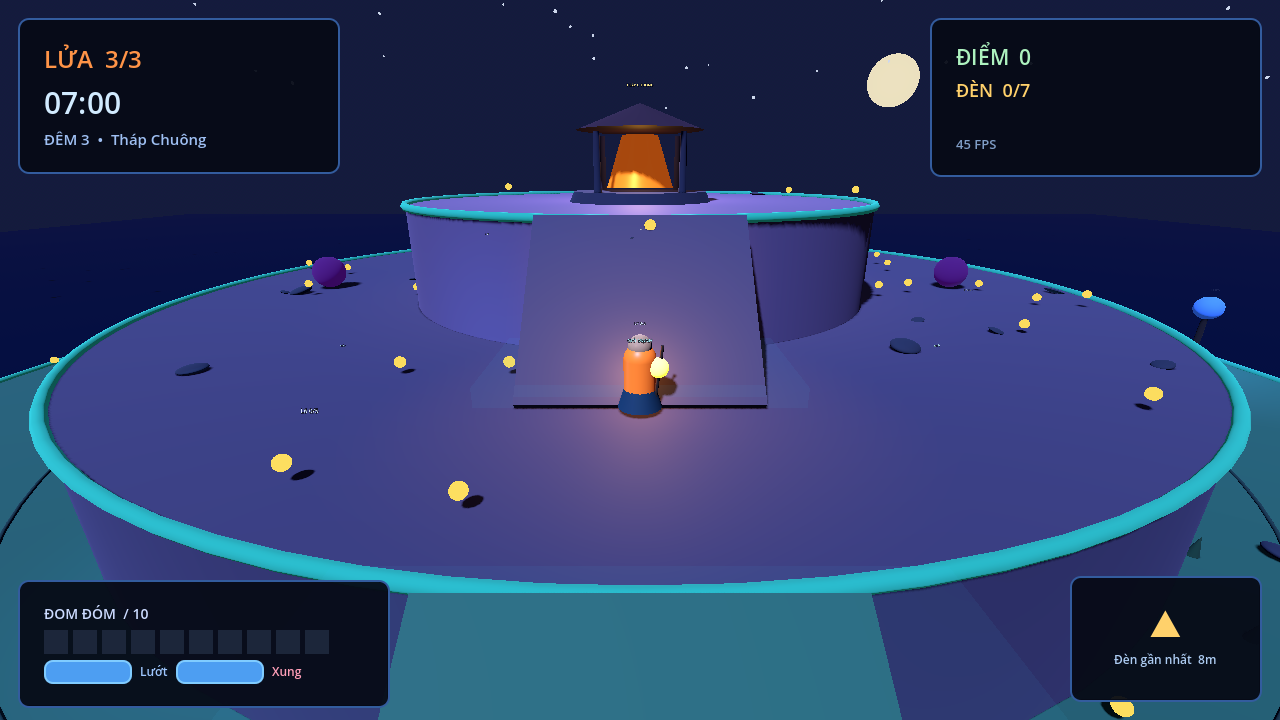 LỬA 3/3
07:00
ĐÊM 3 • Tháp Chuông
ĐIỂM 0
ĐÈN 0/7
45 FPS
ĐOM ĐÓM / 10
Lướt Xung
Đèn gần nhất 8m